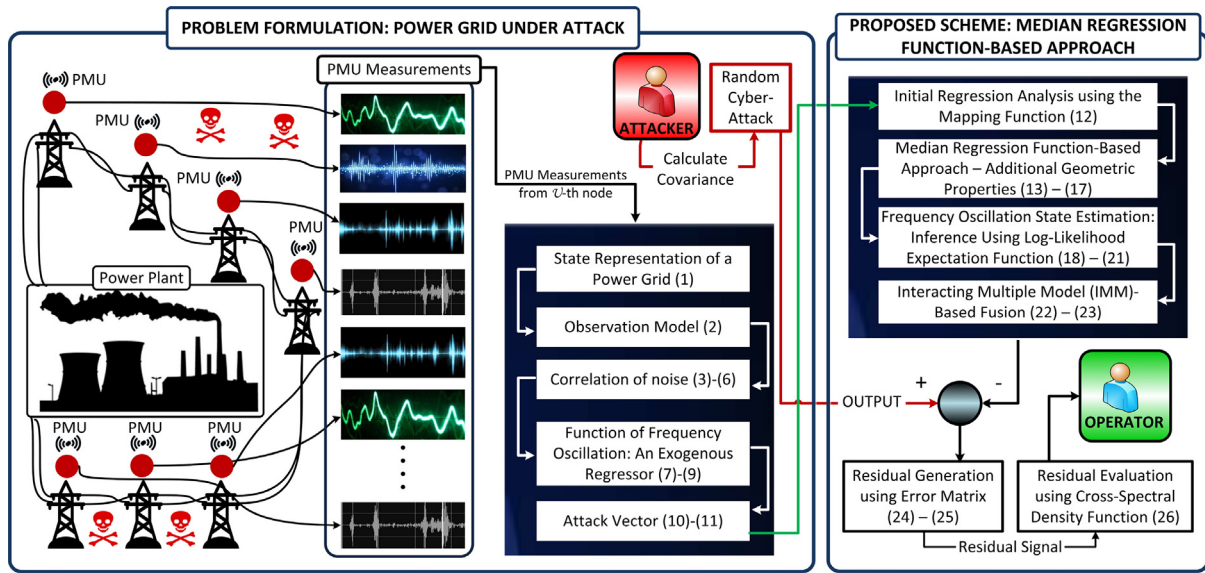 PROBLEM FORMULATION: POWER GRID UNDER ATTACK
PMU
PMU
PMU
PMU
Power Plant
PMU
PMU
PMU
PMU Measurements
ATTACKER
Random
Cyber-
Attack
Calculate
Covariance
PMU Measurements
from 𝒱-th node
State Representation of a
Power Grid (1)
Observation Model (2)
Correlation of noise (3)-(6)
Function of Frequency
Oscillation: An Exogenous
Regressor (7)-(9)
Attack Vector (10)-(11)
PROPOSED SCHEME: MEDIAN REGRESSION
FUNCTION-BASED APPROACH
Initial Regression Analysis using the
Mapping Function (12)
Median Regression Function-Based
Approach – Additional Geometric
Properties (13) – (17)
Frequency Oscillation State Estimation:
Inference Using Log-Likelihood
Expectation Function (18) – (21)
Interacting Multiple Model (IMM)-
Based Fusion (22) – (23)
+
-
OUTPUT
OPERATOR
Residual Generation
using Error Matrix
(24) – (25)
Residual Evaluation
using Cross-Spectral
Density Function (26)
Residual Signal